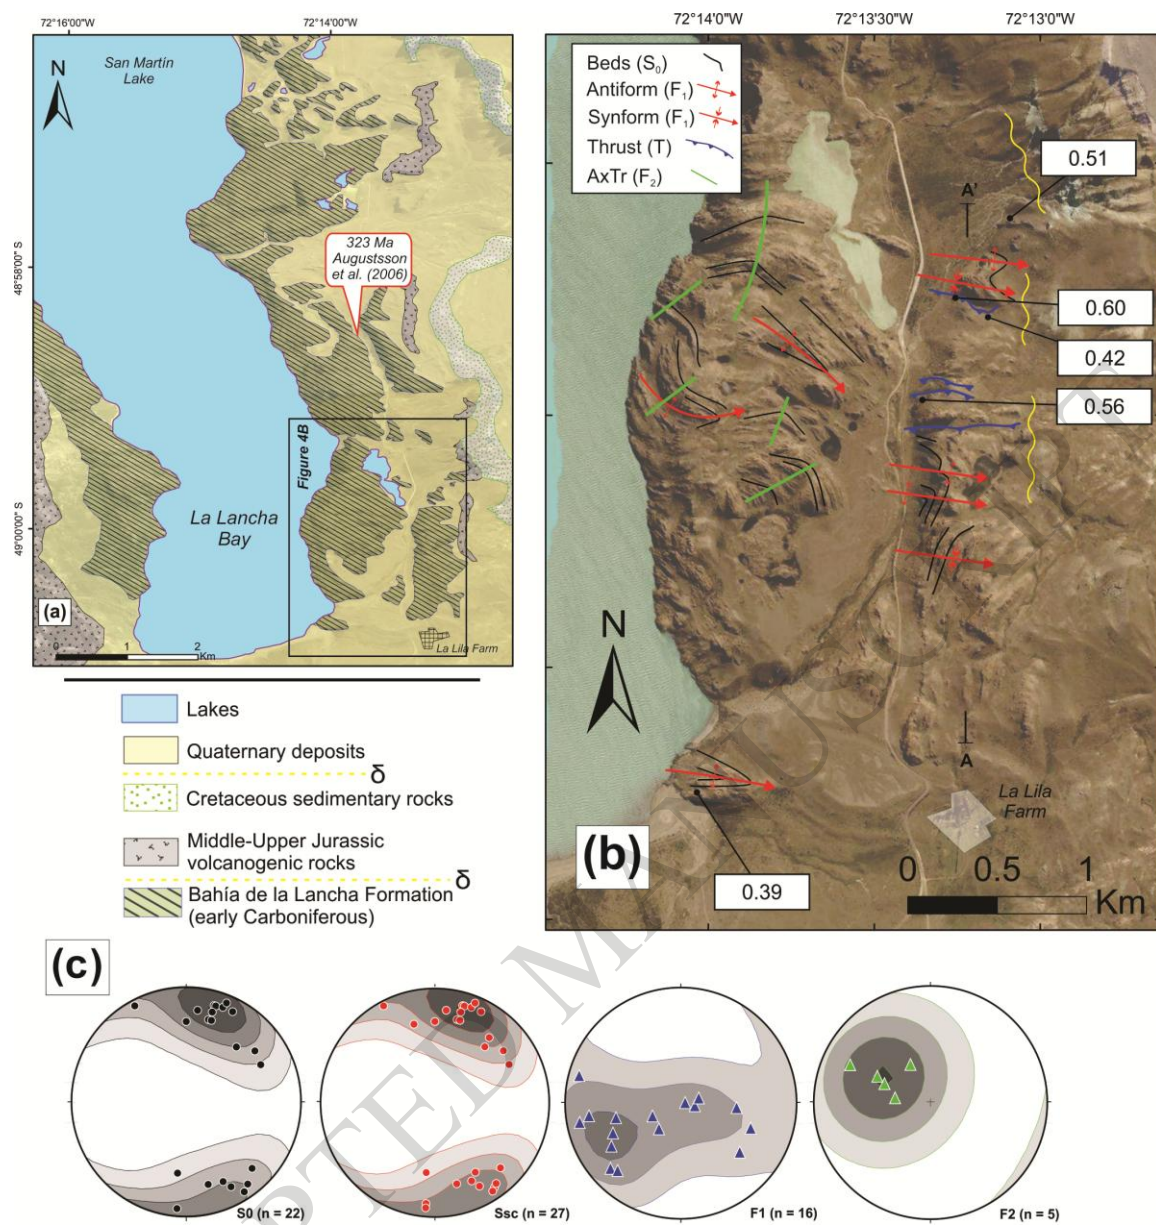 72°16'00"W
72°14'00"W
San Martín
Lake
N
323 Ma
Augustsson
et al. (2006)
48°58'00" S
49°00'00" S
Figure 4B
La Lancha
Bay
(a)
0 1 2
Km
La Lila Farm
Lakes
Quaternary deposits
δ
Cretaceous sedimentary rocks
Middle-Upper Jurassic
volcanogenic rocks
δ
Bahía de la Lancha Formation
(early Carboniferous)
72°14'0"W
72°13'30"W
72°13'0"W
Beds (S0)
Antiform (F1)
Synform (F1)
Thrust (T)
AxTr (F2)
A'
0.51
0.60
0.42
0.56
N
A
La Lila
Farm
(b)
0 0.5 1
Km
0.39
(c)
S0 (n = 22)
Ssc (n = 27)
F1 (n = 16)
F2 (n = 5)